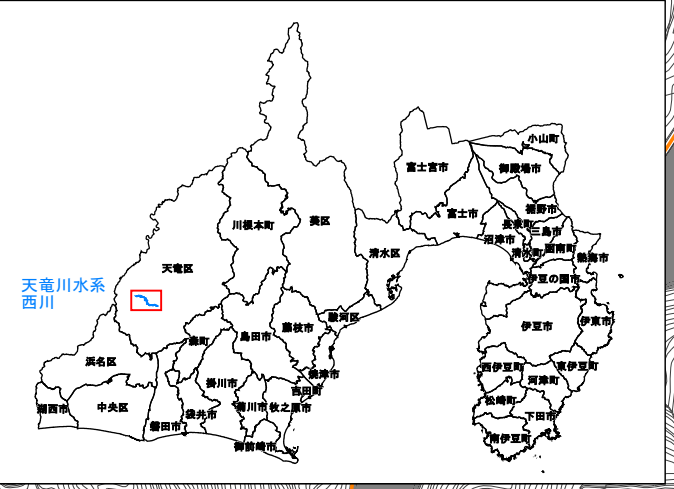 小山町
富士宮市
御殿場市
裾野市
富士市
長泉町
三島市
沼津市
清水町
函南町
熱海市
伊豆の国市
川根本町
葵区
清水区
天竜区
天竜川水系
西川
駿河区
伊豆市
伊東市
森町
島田市
藤枝市
浜名区
焼津市
西伊豆町
東伊豆町
掛川市
吉田町
河津町
湖西市
中央区
袋井市
菊川市
牧之原市
松崎町
下田市
磐田市
御前崎市
南伊豆町